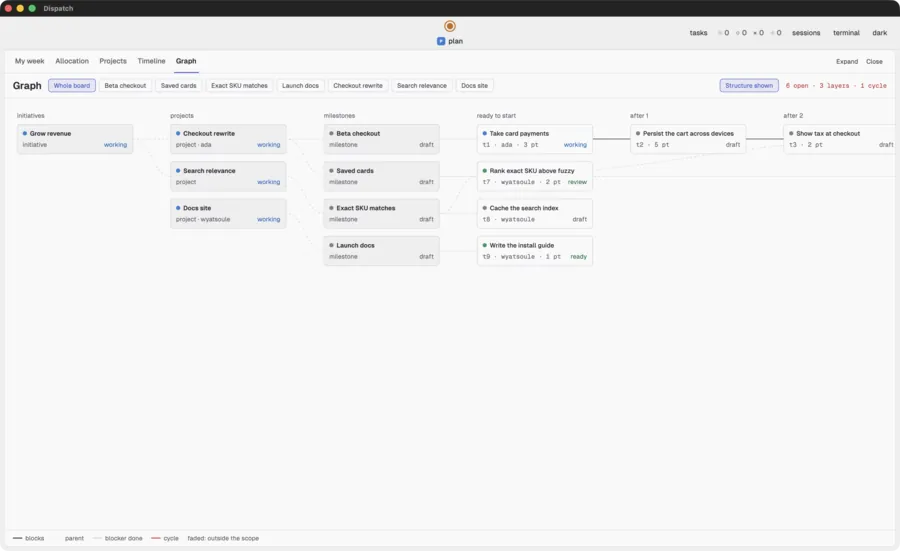 Dispatch
plan
tasks 0 0 0 0 sessions terminal dark
My week Allocation Projects Timeline Graph Expand Close
Graph Whole board Beta checkout Saved cards Exact SKU matches Launch docs Checkout rewrite Search relevance Docs site Structure shown 6 open · 3 layers · 1 cycle
initiatives projects milestones ready to start after 1 after 2
Grow revenue Checkout rewrite Beta checkout Take card payments Persist the cart across devices Show tax at checkout
initiative working project · ada working milestone draft t1 · ada · 3 pt working t2 · 5 pt draft t3 · 2 pt draft
Search relevance Saved cards Rank exact SKU above fuzzy
project working milestone draft t7 · wyatsoule · 2 pt review
Docs site Exact SKU matches Cache the search index
project · wyatsoule working milestone draft t8 · wyatsoule draft
Launch docs Write the install guide
milestone draft t9 · wyatsoule · 1 pt ready
blocks parent blocker done cycle faded: outside the scope